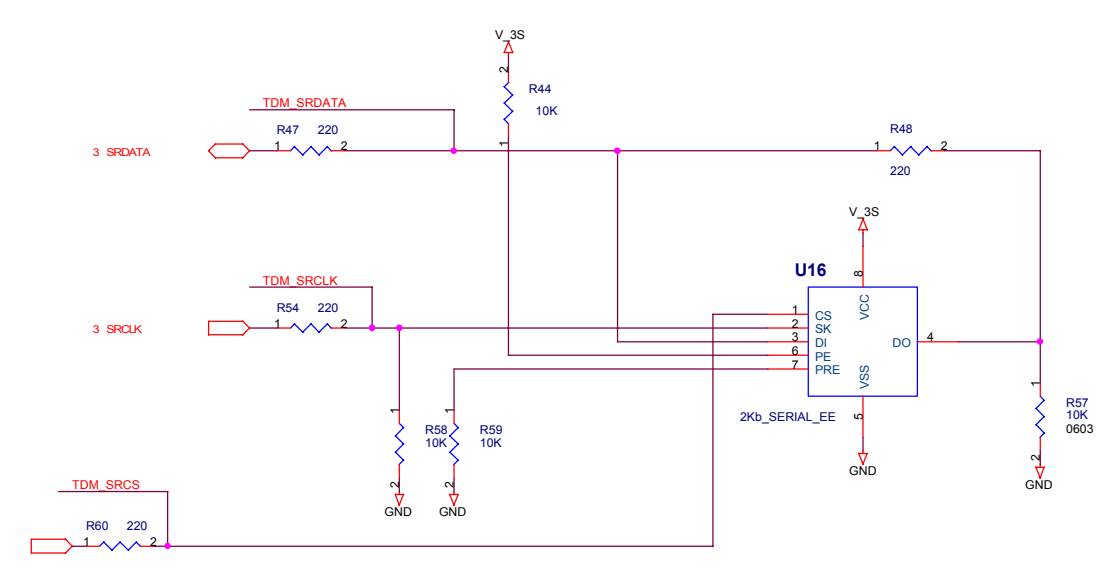 V_3S
2
R44
10K
1
TDM_SRDATA
R47 220
3 SRDATA
1 2
R48
1 2
220
V_3S
U16
8
VCC
TDM_SRCLK
R54 220
3 SRCLK
1 2
1 CS
2 SK
3 DI
6 PE
7 PRE
DO 4
VSS
5
2Kb_SERIAL_EE
GND
1
R57
10K
0603
2
GND
1
R58
10K
2
GND
1
R59
10K
2
GND
TDM_SRCS
R60 220
1 2